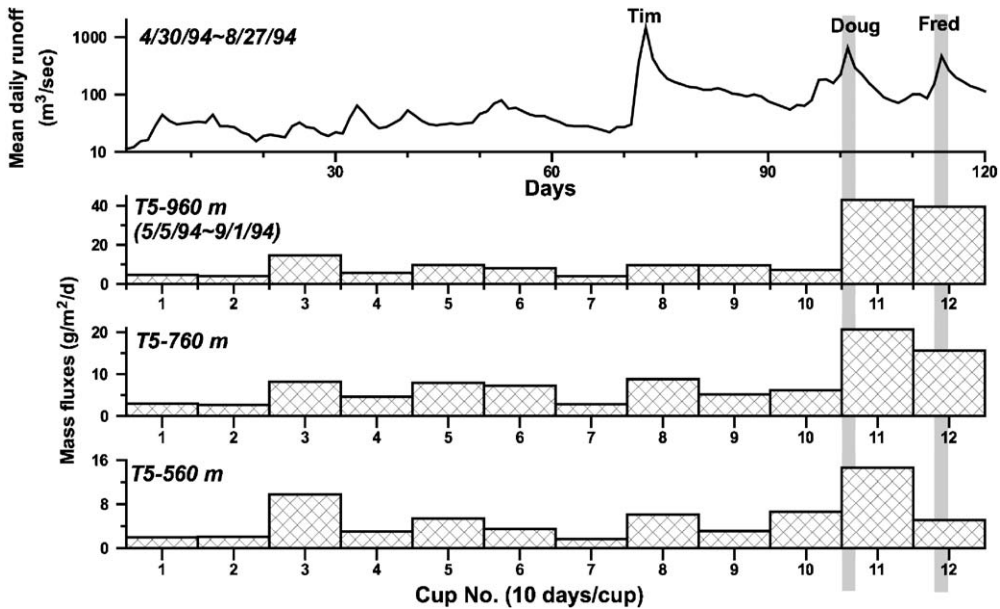 Mean daily runoff
(m³/sec)
4/30/94~8/27/94
Tim
Doug
Fred
1000
100
10
30
60
90
120
Days
Mass fluxes (g/m²/d)
T5-960 m
(5/5/94~9/1/94)
40
20
0
1 2 3 4 5 6 7 8 9 10 11 12
T5-760 m
20
10
0
1 2 3 4 5 6 7 8 9 10 11 12
T5-560 m
16
8
0
1 2 3 4 5 6 7 8 9 10 11 12
Cup No. (10 days/cup)